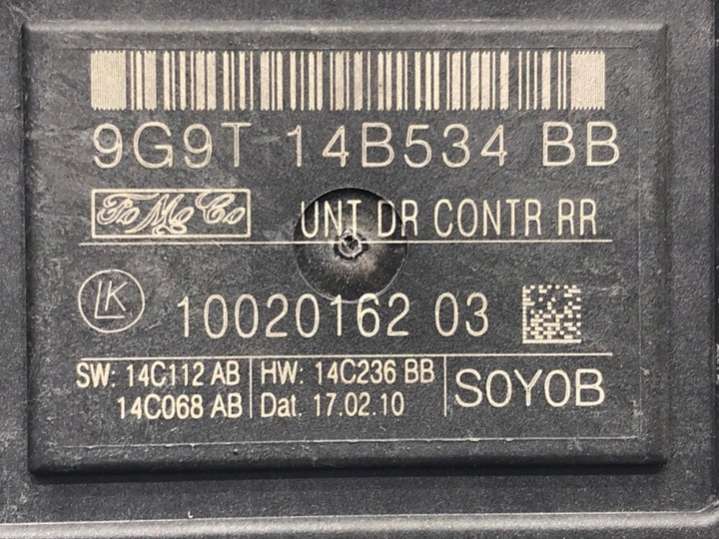 9G9T 14B534 BB
FoMoCo UNT DR CONTR RR
LK 10020162 03
SW: 14C112 AB HW: 14C236 BB
14C068 AB Dat. 17.02.10
S0Y0B